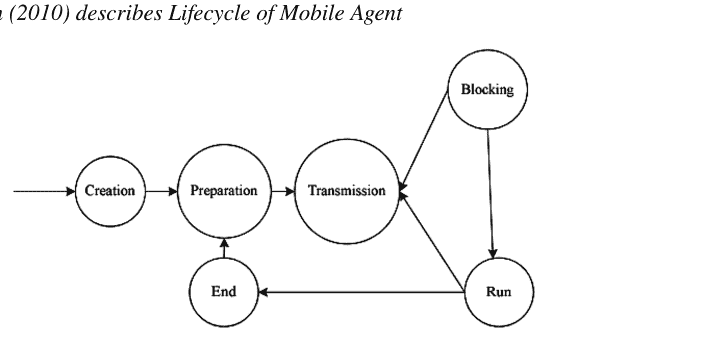 (2010) describes Lifecycle of Mobile Agent
Blocking
Creation
Preparation
Transmission
End
Run